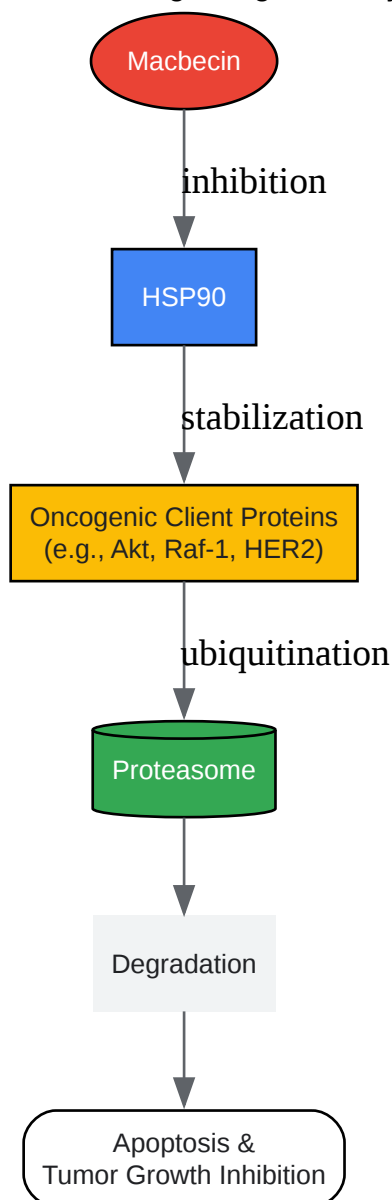 Macbecin
inhibition
HSP90
stabilization
Oncogenic Client Proteins
(e.g., Akt, Raf-1, HER2)
ubiquitination
Proteasome
Degradation
Apoptosis &
Tumor Growth Inhibition